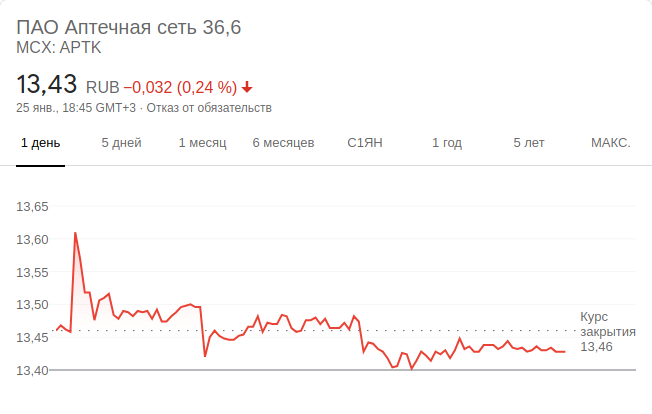 ПАО Аптечная сеть 36,6
MCX: APTK
13,43 RUB −0,032 (0,24 %)
25 янв., 18:45 GMT+3 · Отказ от обязательств
1 день 5 дней 1 месяц 6 месяцев С1ЯН 1 год 5 лет МАКС.
13,65
13,60
13,55
13,50
13,45
13,40
Курс
закрытия
13,46